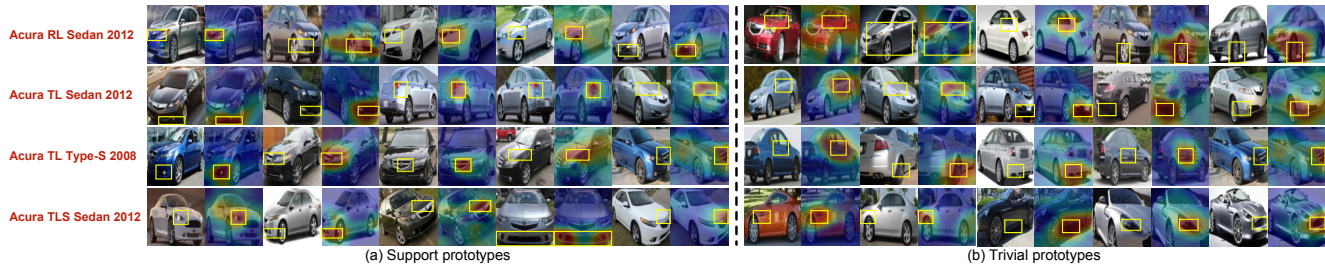 Acura RL Sedan 2012
Acura TL Sedan 2012
Acura TL Type-S 2008
Acura TLS Sedan 2012
(a) Support prototypes
(b) Trivial prototypes